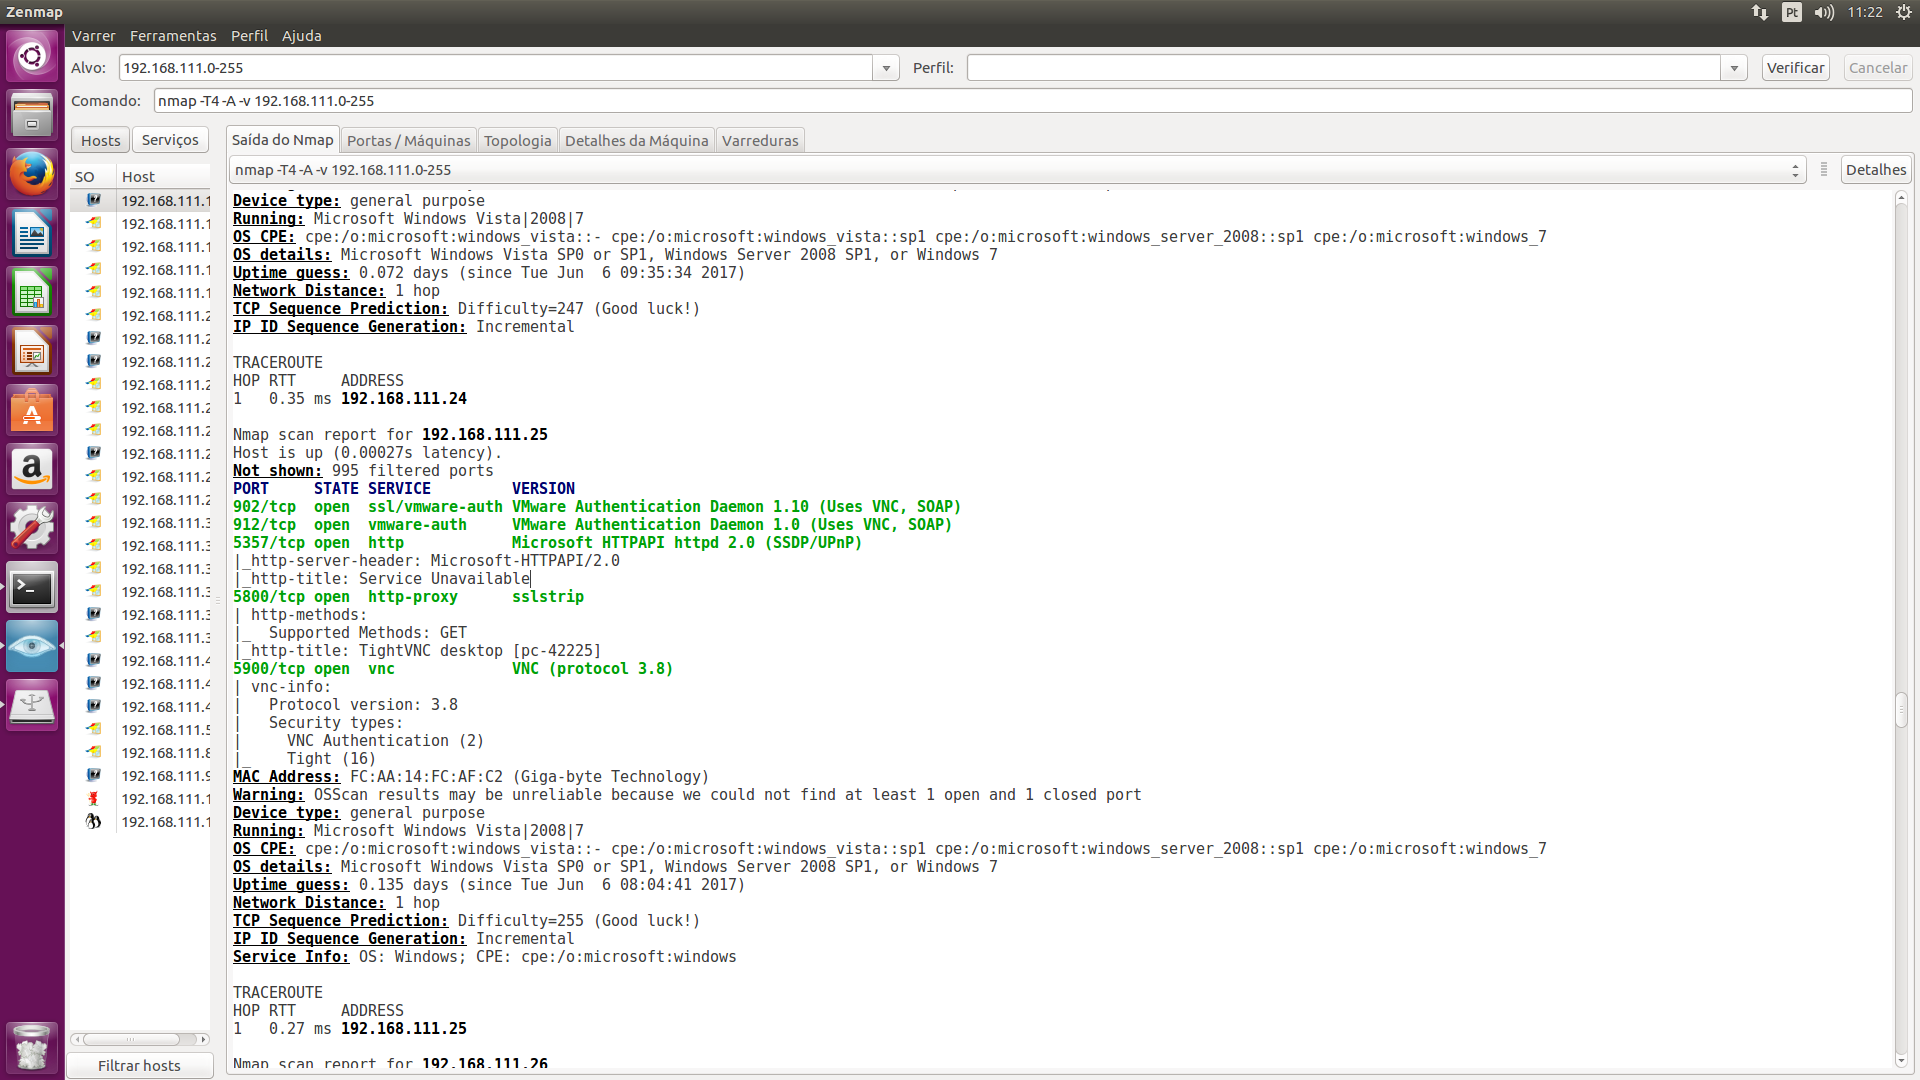 Zenmap
Pt
11:22
Varrer Ferramentas Perfil Ajuda
Alvo: 192.168.111.0-255 Perfil: Verificar Cancelar
Comando: nmap -T4 -A -v 192.168.111.0-255
Hosts Serviços
Saída do Nmap Portas / Máquinas Topologia Detalhes da Máquina Varreduras
nmap -T4 -A -v 192.168.111.0-255 Detalhes
SO Host
192.168.111.1
192.168.111.1
192.168.111.1
192.168.111.1
192.168.111.1
192.168.111.2
192.168.111.2
192.168.111.2
192.168.111.2
192.168.111.2
192.168.111.2
192.168.111.2
192.168.111.2
192.168.111.2
192.168.111.3
192.168.111.3
192.168.111.3
192.168.111.3
192.168.111.3
192.168.111.3
192.168.111.4
192.168.111.4
192.168.111.4
192.168.111.5
192.168.111.8
192.168.111.9
192.168.111.1
192.168.111.1
Filtrar hosts
Device type: general purpose
Running: Microsoft Windows Vista|2008|7
OS CPE: cpe:/o:microsoft:windows_vista::- cpe:/o:microsoft:windows_vista::sp1 cpe:/o:microsoft:windows_server_2008::sp1 cpe:/o:microsoft:windows_7
OS details: Microsoft Windows Vista SP0 or SP1, Windows Server 2008 SP1, or Windows 7
Uptime guess: 0.072 days (since Tue Jun  6 09:35:34 2017)
Network Distance: 1 hop
TCP Sequence Prediction: Difficulty=247 (Good luck!)
IP ID Sequence Generation: Incremental
TRACEROUTE
HOP RTT     ADDRESS
1   0.35 ms 192.168.111.24
Nmap scan report for 192.168.111.25
Host is up (0.00027s latency).
Not shown: 995 filtered ports
PORT     STATE SERVICE         VERSION
902/tcp  open  ssl/vmware-auth VMware Authentication Daemon 1.10 (Uses VNC, SOAP)
912/tcp  open  vmware-auth     VMware Authentication Daemon 1.0 (Uses VNC, SOAP)
5357/tcp open  http            Microsoft HTTPAPI httpd 2.0 (SSDP/UPnP)
|_http-server-header: Microsoft-HTTPAPI/2.0
|_http-title: Service Unavailable
5800/tcp open  http-proxy      sslstrip
| http-methods:
|_  Supported Methods: GET
|_http-title: TightVNC desktop [pc-42225]
5900/tcp open  vnc             VNC (protocol 3.8)
| vnc-info:
|   Protocol version: 3.8
|   Security types:
|     VNC Authentication (2)
|_    Tight (16)
MAC Address: FC:AA:14:FC:AF:C2 (Giga-byte Technology)
Warning: OSScan results may be unreliable because we could not find at least 1 open and 1 closed port
Device type: general purpose
Running: Microsoft Windows Vista|2008|7
OS CPE: cpe:/o:microsoft:windows_vista::- cpe:/o:microsoft:windows_vista::sp1 cpe:/o:microsoft:windows_server_2008::sp1 cpe:/o:microsoft:windows_7
OS details: Microsoft Windows Vista SP0 or SP1, Windows Server 2008 SP1, or Windows 7
Uptime guess: 0.135 days (since Tue Jun  6 08:04:41 2017)
Network Distance: 1 hop
TCP Sequence Prediction: Difficulty=255 (Good luck!)
IP ID Sequence Generation: Incremental
Service Info: OS: Windows; CPE: cpe:/o:microsoft:windows
TRACEROUTE
HOP RTT     ADDRESS
1   0.27 ms 192.168.111.25
Nmap scan report for 192.168.111.26